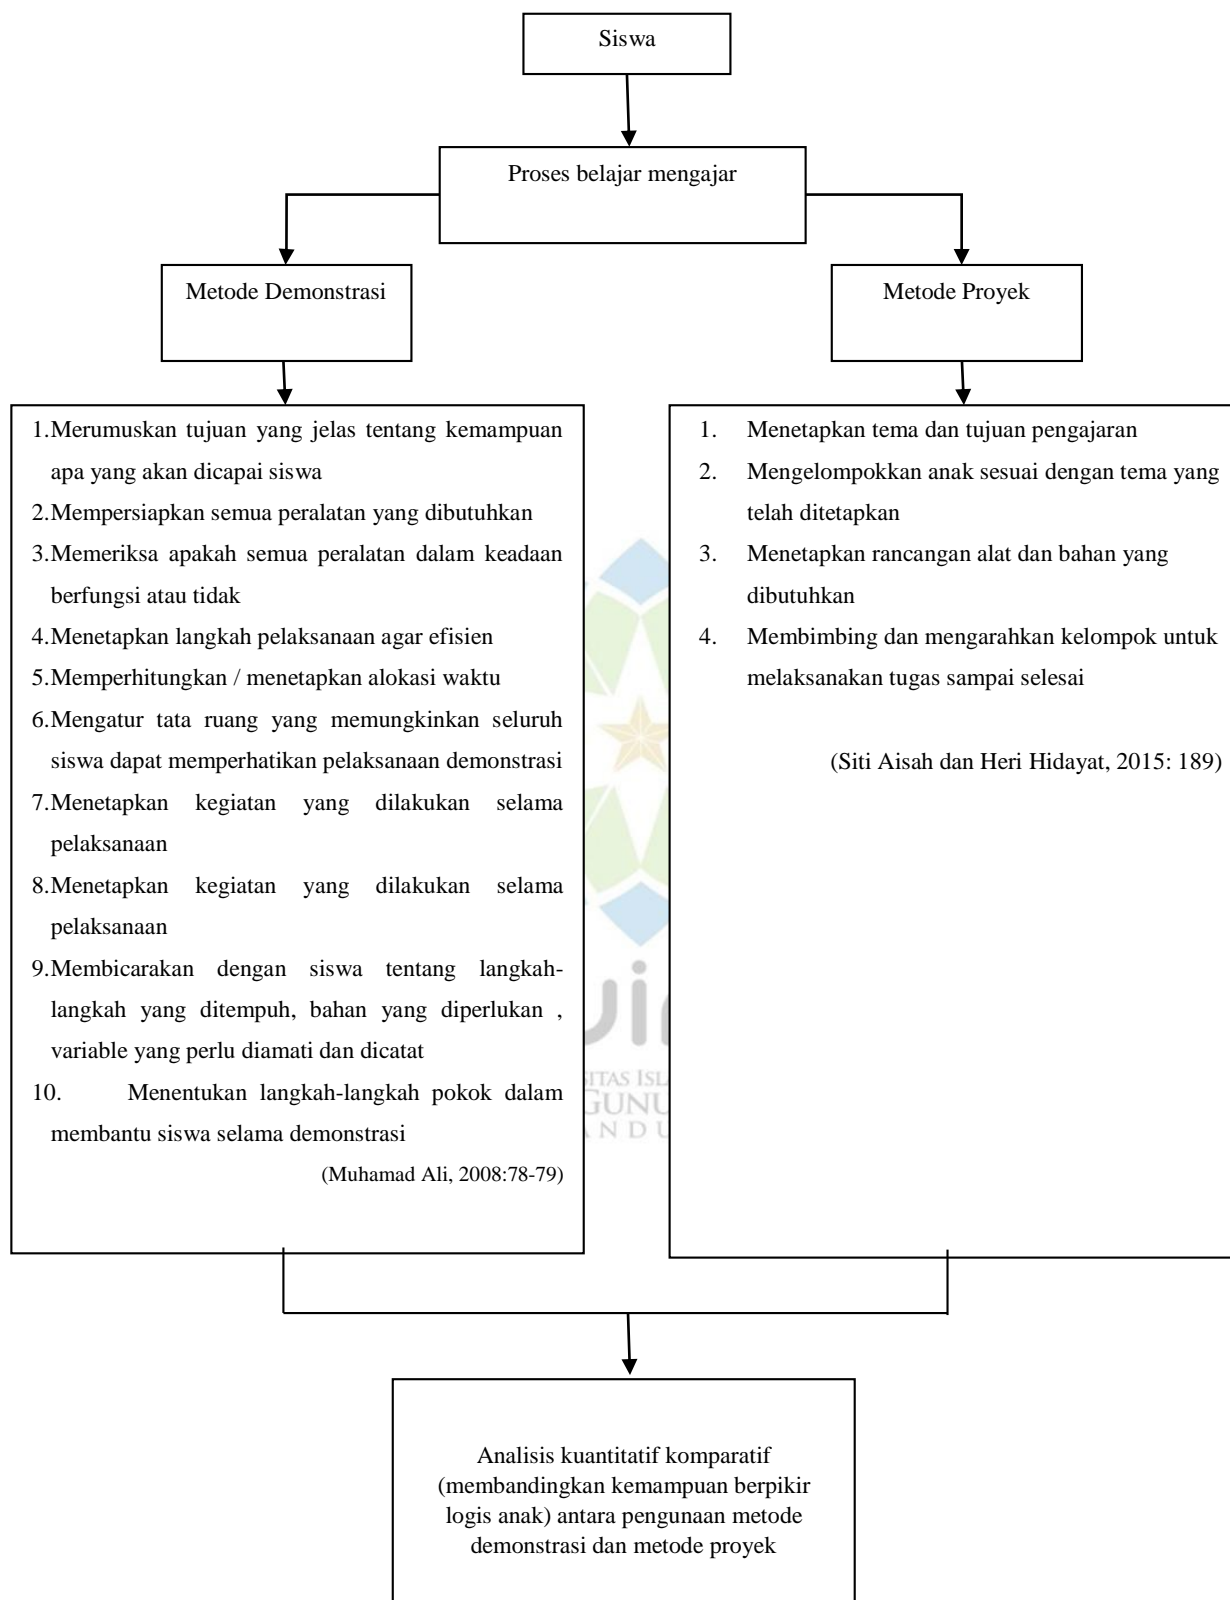 Siswa
Proses belajar mengajar
Metode Demonstrasi
Metode Proyek
1.Merumuskan tujuan yang jelas tentang kemampuan
apa yang akan dicapai siswa
2.Mempersiapkan semua peralatan yang dibutuhkan
3.Memeriksa apakah semua peralatan dalam keadaan
berfungsi atau tidak
4.Menetapkan langkah pelaksanaan agar efisien
5.Memperhitungkan / menetapkan alokasi waktu
6.Mengatur tata ruang yang memungkinkan seluruh
siswa dapat memperhatikan pelaksanaan demonstrasi
7.Menetapkan kegiatan yang dilakukan selama
pelaksanaan
8.Menetapkan kegiatan yang dilakukan selama
pelaksanaan
9.Membicarakan dengan siswa tentang langkah-
langkah yang ditempuh, bahan yang diperlukan ,
variable yang perlu diamati dan dicatat
10. Menentukan langkah-langkah pokok dalam
membantu siswa selama demonstrasi
(Muhamad Ali, 2008:78-79)
1. Menetapkan tema dan tujuan pengajaran
2. Mengelompokkan anak sesuai dengan tema yang
telah ditetapkan
3. Menetapkan rancangan alat dan bahan yang
dibutuhkan
4. Membimbing dan mengarahkan kelompok untuk
melaksanakan tugas sampai selesai
(Siti Aisah dan Heri Hidayat, 2015: 189)
ITAS ISL
GUNU
N D U
Analisis kuantitatif komparatif
(membandingkan kemampuan berpikir
logis anak) antara pengunaan metode
demonstrasi dan metode proyek